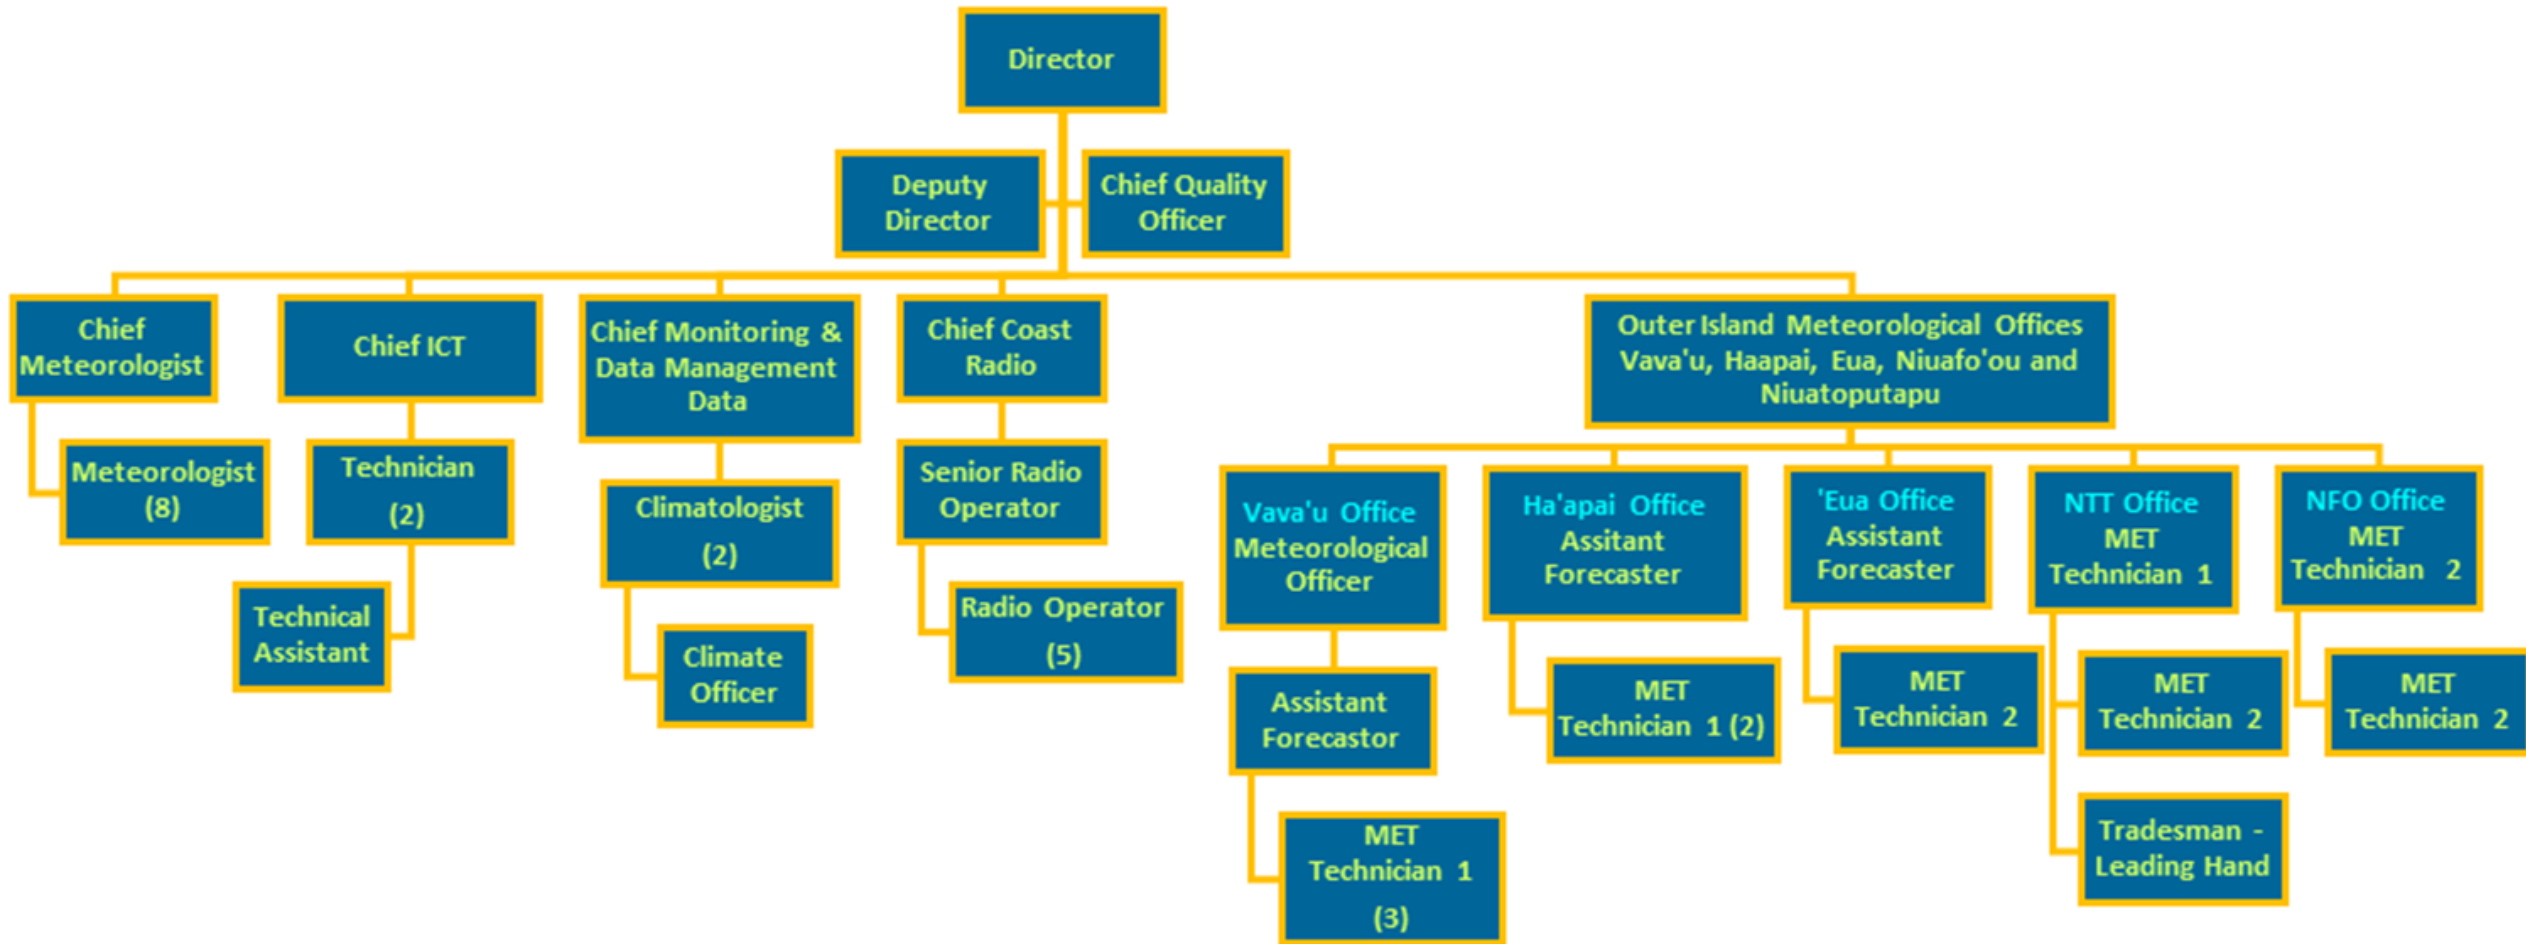 Director
Deputy
Director
Chief Quality
Officer
Chief
Meteorologist
Chief ICT
Chief Monitoring &
Data Management
Data
Chief Coast
Radio
Outer Island Meteorological Offices
Vava'u, Haapai, Eua, Niuafo'ou and
Niuatoputapu
Meteorologist
(8)
Technician
(2)
Technical
Assistant
Climatologist
(2)
Climate
Officer
Senior Radio
Operator
Radio Operator
(5)
Vava'u Office
Meteorological
Officer
Assistant
Forecastor
MET
Technician 1
(3)
Ha'apai Office
Assitant
Forecaster
MET
Technician 1 (2)
'Eua Office
Assistant
Forecaster
MET
Technician 2
NTT Office
MET
Technician 1
MET
Technician 2
Tradesman -
Leading Hand
NFO Office
MET
Technician 2
MET
Technician 2